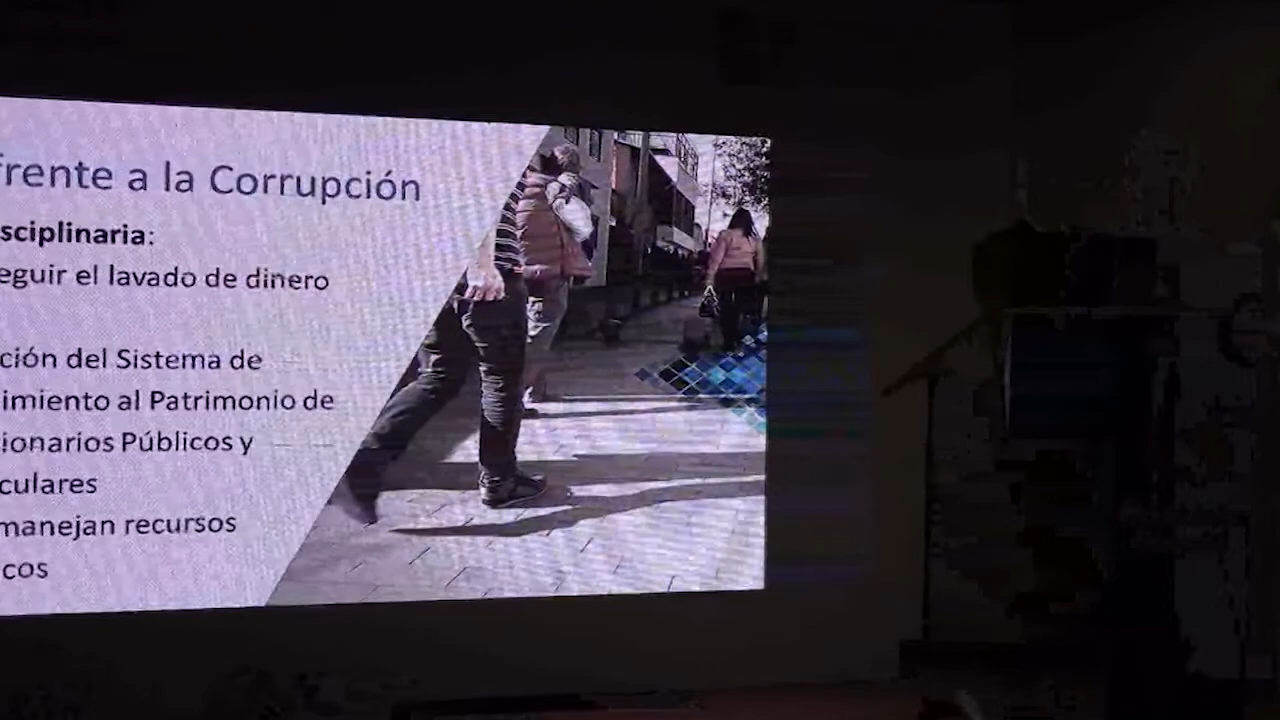 frente a la Corrupción
sciplinaria:
eguir el lavado de dinero
ción del Sistema de
imiento al Patrimonio de
ionarios Públicos y
culares
manejan recursos
cos